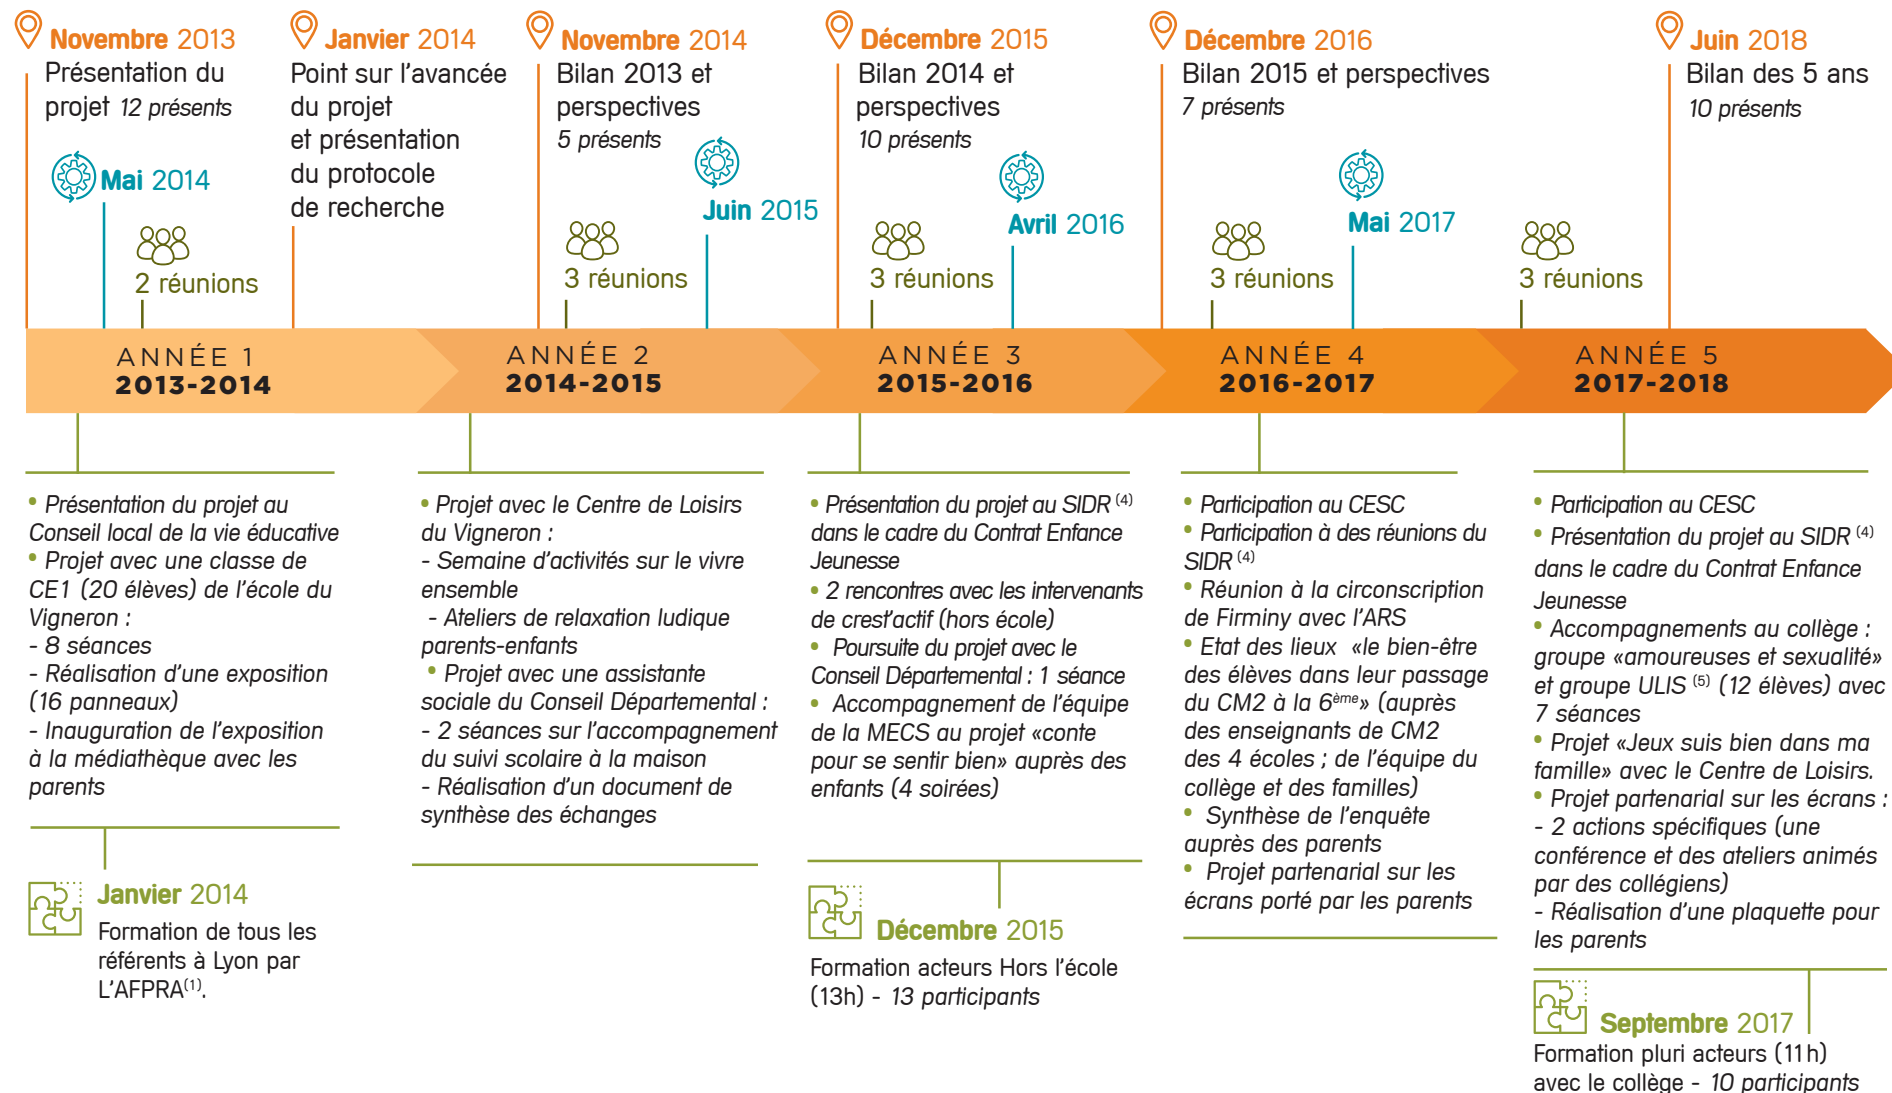 Novembre 2013
Présentation du
projet 12 présents
Janvier 2014
Point sur l'avancée
du projet
et présentation
du protocole
de recherche
Novembre 2014
Bilan 2013 et
perspectives
5 présents
Décembre 2015
Bilan 2014 et
perspectives
10 présents
Décembre 2016
Bilan 2015 et perspectives
7 présents
Juin 2018
Bilan des 5 ans
10 présents
Mai 2014
Juin 2015
Avril 2016
Mai 2017
2 réunions
3 réunions
3 réunions
3 réunions
3 réunions
ANNÉE 1
2013-2014
ANNÉE 2
2014-2015
ANNÉE 3
2015-2016
ANNÉE 4
2016-2017
ANNÉE 5
2017-2018
• Présentation du projet au
Conseil local de la vie éducative
• Projet avec une classe de
CE1 (20 élèves) de l'école du
Vigneron :
- 8 séances
- Réalisation d'une exposition
(16 panneaux)
- Inauguration de l'exposition
à la médiathèque avec les
parents
Janvier 2014
Formation de tous les
référents à Lyon par
L'AFPRA(1).
• Projet avec le Centre de Loisirs
du Vigneron :
- Semaine d'activités sur le vivre
ensemble
- Ateliers de relaxation ludique
parents-enfants
• Projet avec une assistante
sociale du Conseil Départemental :
- 2 séances sur l'accompagnement
du suivi scolaire à la maison
- Réalisation d'un document de
synthèse des échanges
• Présentation du projet au SIDR (4)
dans le cadre du Contrat Enfance
Jeunesse
• 2 rencontres avec les intervenants
de crest'actif (hors école)
• Poursuite du projet avec le
Conseil Départemental : 1 séance
• Accompagnement de l'équipe
de la MECS au projet «conte
pour se sentir bien» auprès des
enfants (4 soirées)
Décembre 2015
Formation acteurs Hors l'école
(13h) - 13 participants
• Participation au CESC
• Participation à des réunions du
SIDR (4)
• Réunion à la circonscription
de Firminy avec l'ARS
• Etat des lieux «le bien-être
des élèves dans leur passage
du CM2 à la 6ème» (auprès
des enseignants de CM2
des 4 écoles ; de l'équipe du
collège et des familles)
• Synthèse de l'enquête
auprès des parents
• Projet partenarial sur les
écrans porté par les parents
• Participation au CESC
• Présentation du projet au SIDR (4)
dans le cadre du Contrat Enfance
Jeunesse
• Accompagnements au collège :
groupe «amoureuses et sexualité»
et groupe ULIS (5) (12 élèves) avec
7 séances
• Projet «Jeux suis bien dans ma
famille» avec le Centre de Loisirs.
• Projet partenarial sur les écrans :
- 2 actions spécifiques (une
conférence et des ateliers animés
par des collégiens)
- Réalisation d'une plaquette pour
les parents
Septembre 2017
Formation pluri acteurs (11h)
avec le collège - 10 participants